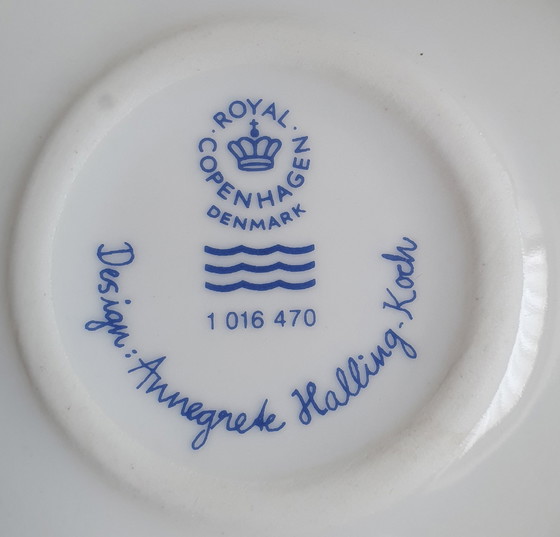 · ROYAL ·
COPENHAGEN
DENMARK
1 016 470
Design: Annegrete Halling-Koch